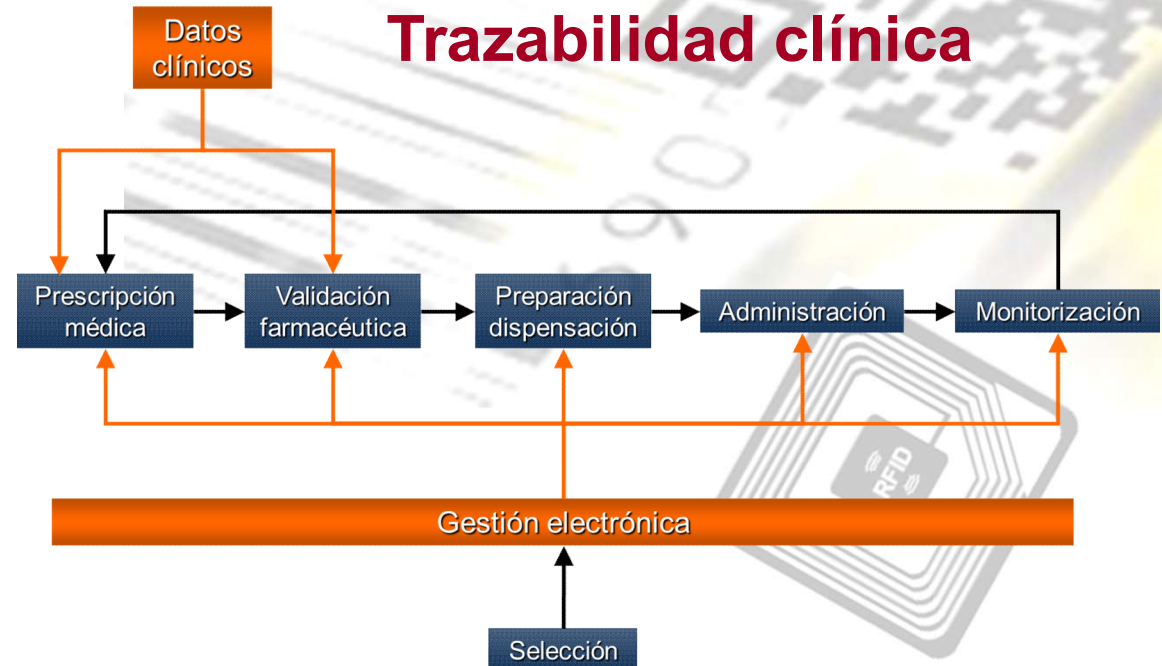 Trazabilidad clínica
Datos
clínicos
Prescripción
médica
Validación
farmacéutica
Preparación
dispensación
Administración
Monitorización
RFID
Gestión electrónica
Selección